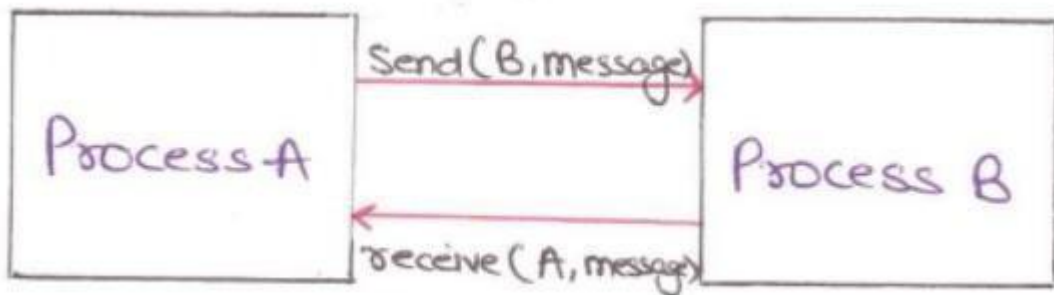 Send(B,message)
Process A
Process B
receive(A,message)